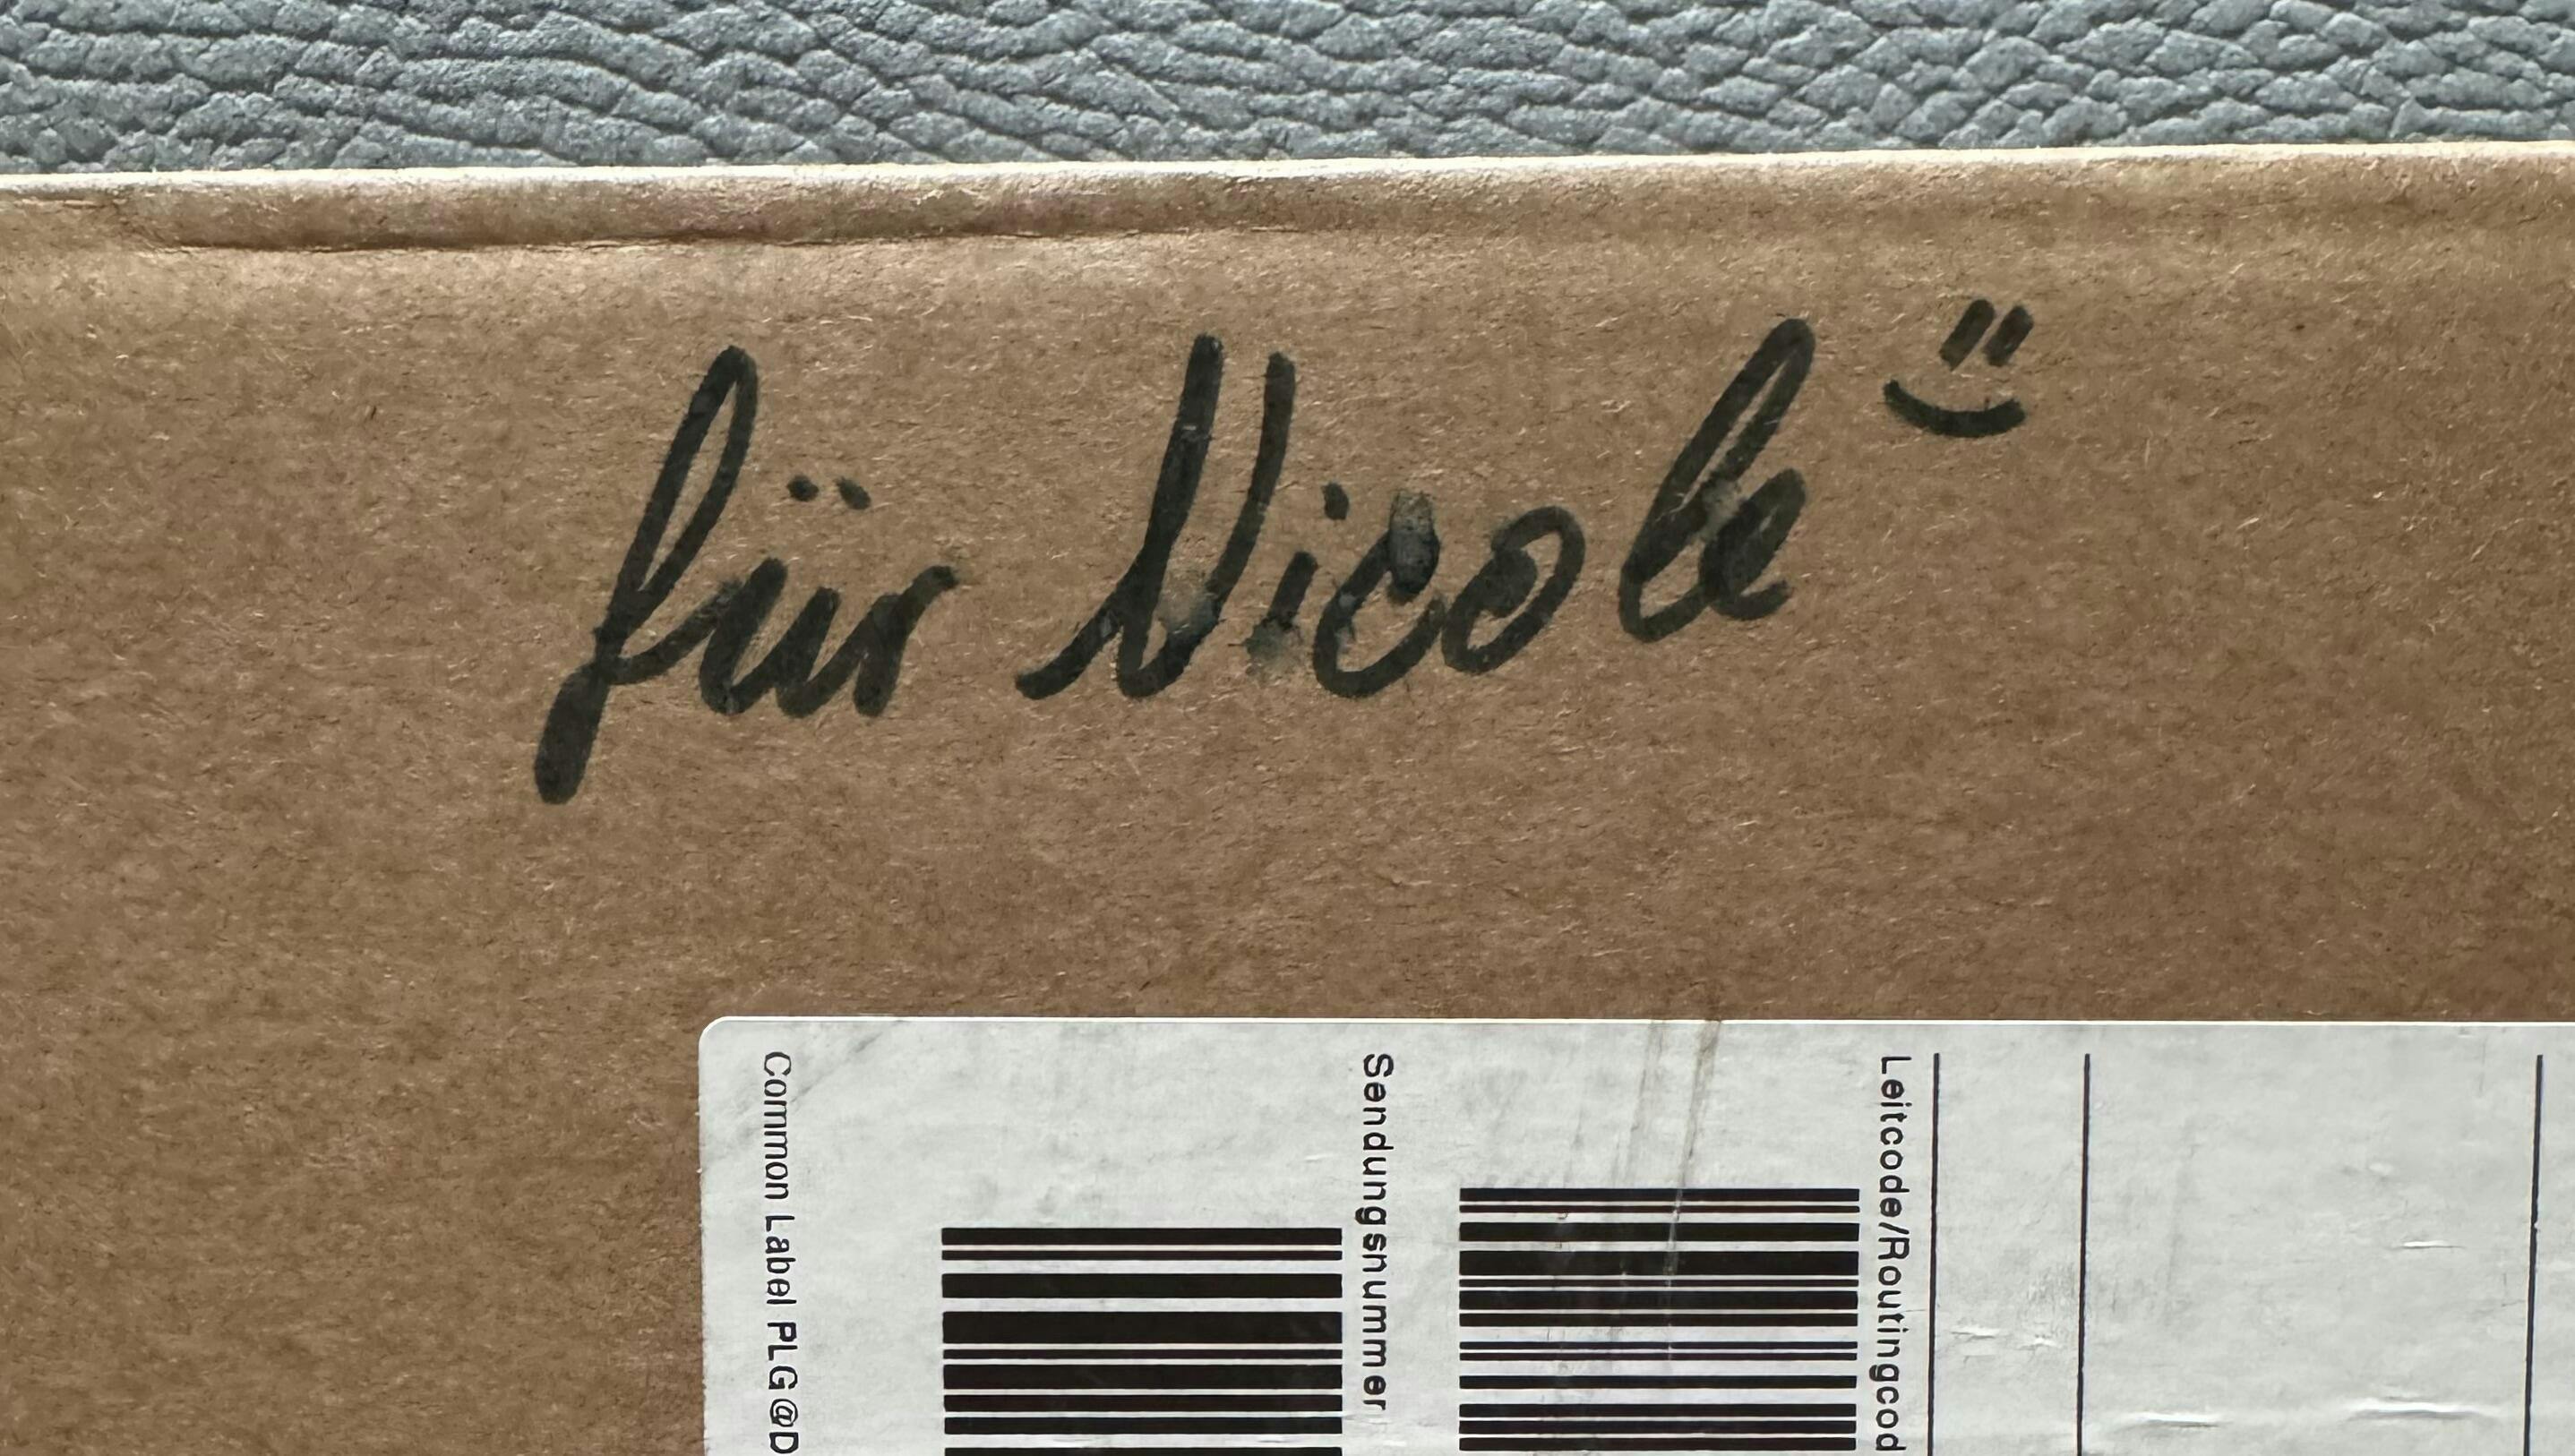 für Nicole
Leitcode/Routingcod
Sendungsnummer
Common Label PLG@D